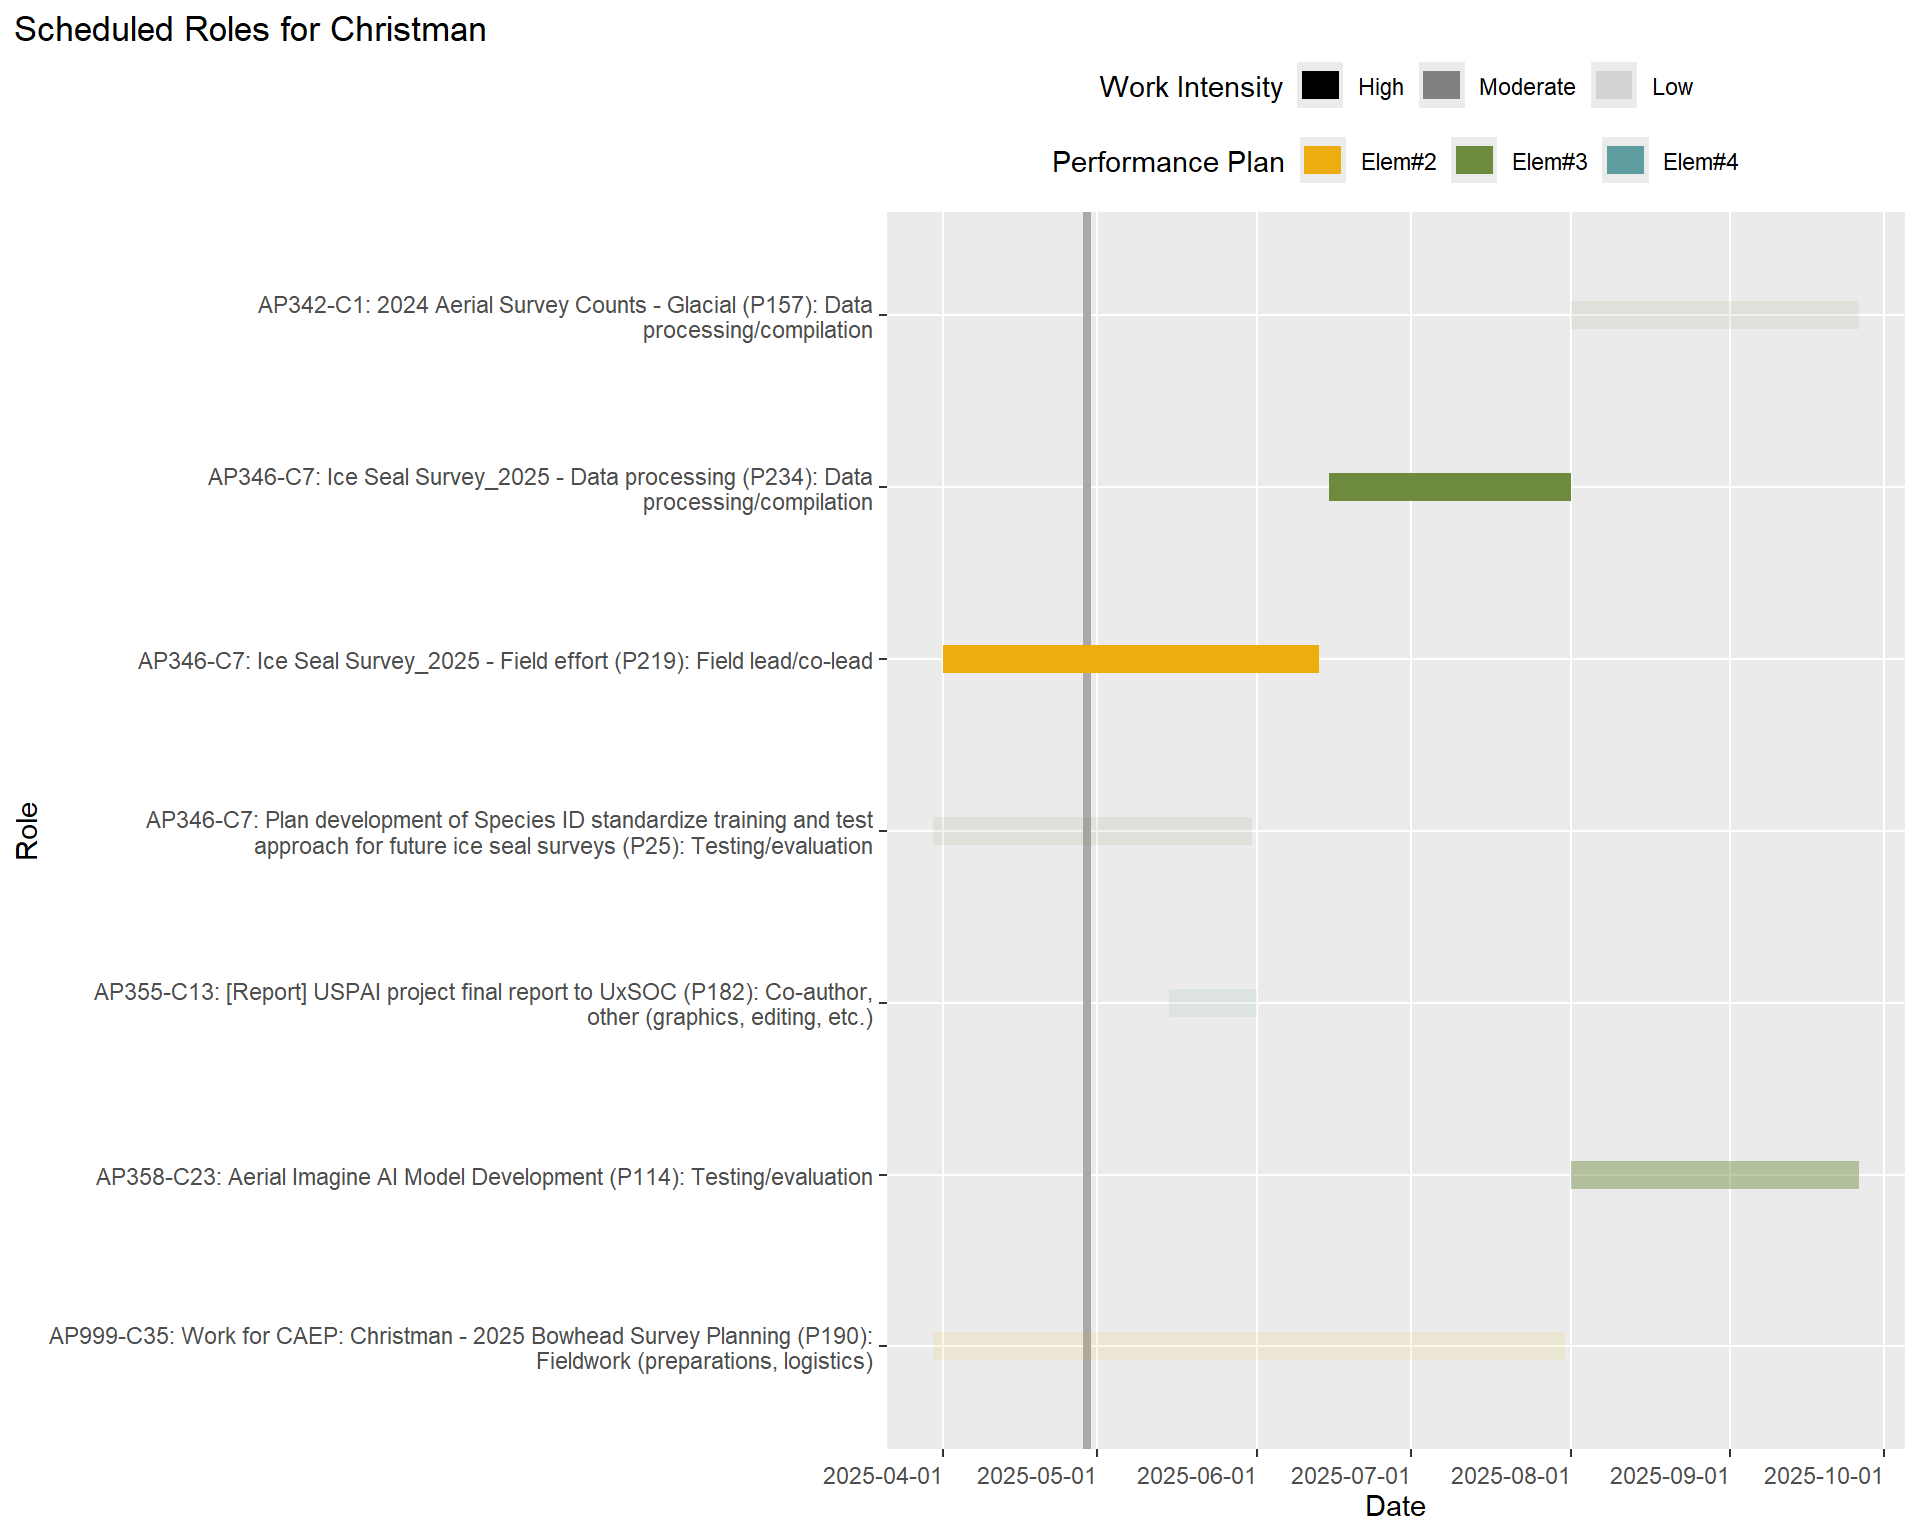 Scheduled Roles for Christman
Work Intensity High Moderate Low
Performance Plan Elem#2 Elem#3 Elem#4
AP342-C1: 2024 Aerial Survey Counts - Glacial (P157): Data
processing/compilation
AP346-C7: Ice Seal Survey_2025 - Data processing (P234): Data
processing/compilation
AP346-C7: Ice Seal Survey_2025 - Field effort (P219): Field lead/co-lead
AP346-C7: Plan development of Species ID standardize training and test
approach for future ice seal surveys (P25): Testing/evaluation
AP355-C13: [Report] USPAI project final report to UxSOC (P182): Co-author,
other (graphics, editing, etc.)
AP358-C23: Aerial Imagine AI Model Development (P114): Testing/evaluation
AP999-C35: Work for CAEP: Christman - 2025 Bowhead Survey Planning (P190):
Fieldwork (preparations, logistics)
Role
2025-04-01 2025-05-01 2025-06-01 2025-07-01 2025-08-01 2025-09-01 2025-10-01
Date